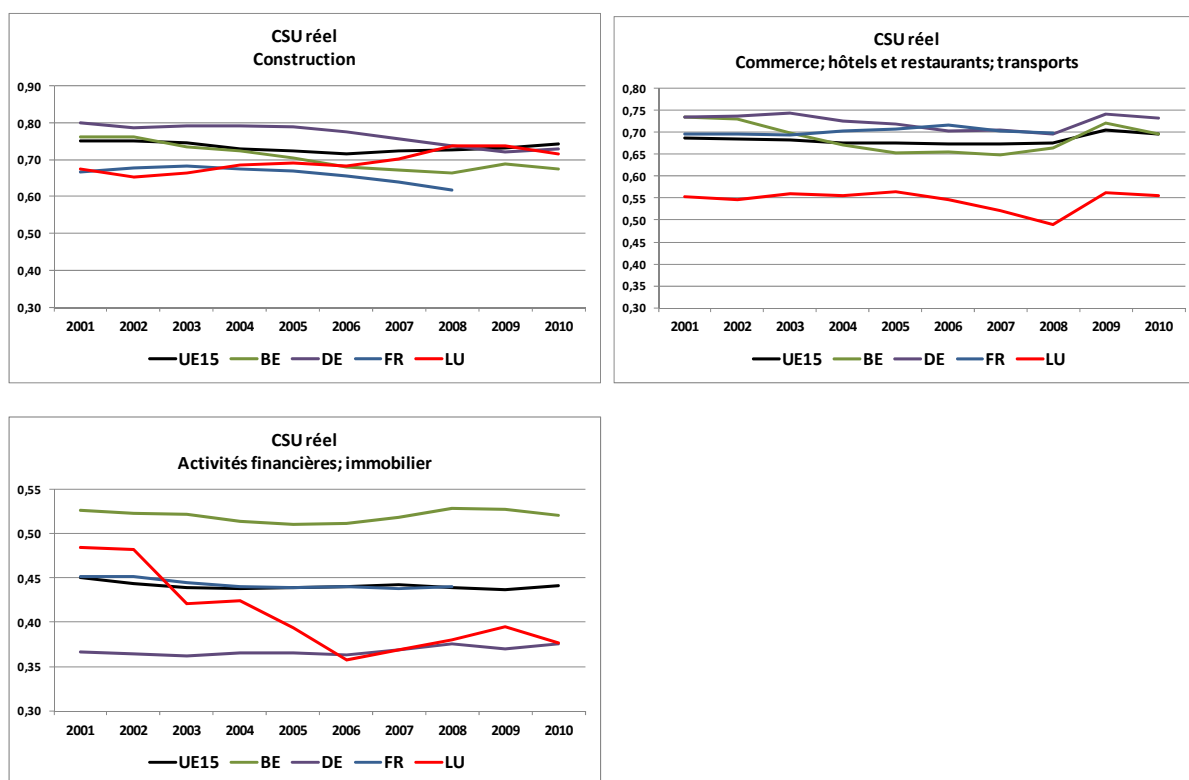 CSU réel
Construction
0,90
0,80
0,70
0,60
0,50
0,40
0,30
2001 2002 2003 2004 2005 2006 2007 2008 2009 2010
UE15 BE DE FR LU
CSU réel
Commerce; hôtels et restaurants; transports
0,80
0,75
0,70
0,65
0,60
0,55
0,50
0,45
0,40
0,35
0,30
2001 2002 2003 2004 2005 2006 2007 2008 2009 2010
UE15 BE DE FR LU
CSU réel
Activités financières; immobilier
0,55
0,50
0,45
0,40
0,35
0,30
2001 2002 2003 2004 2005 2006 2007 2008 2009 2010
UE15 BE DE FR LU